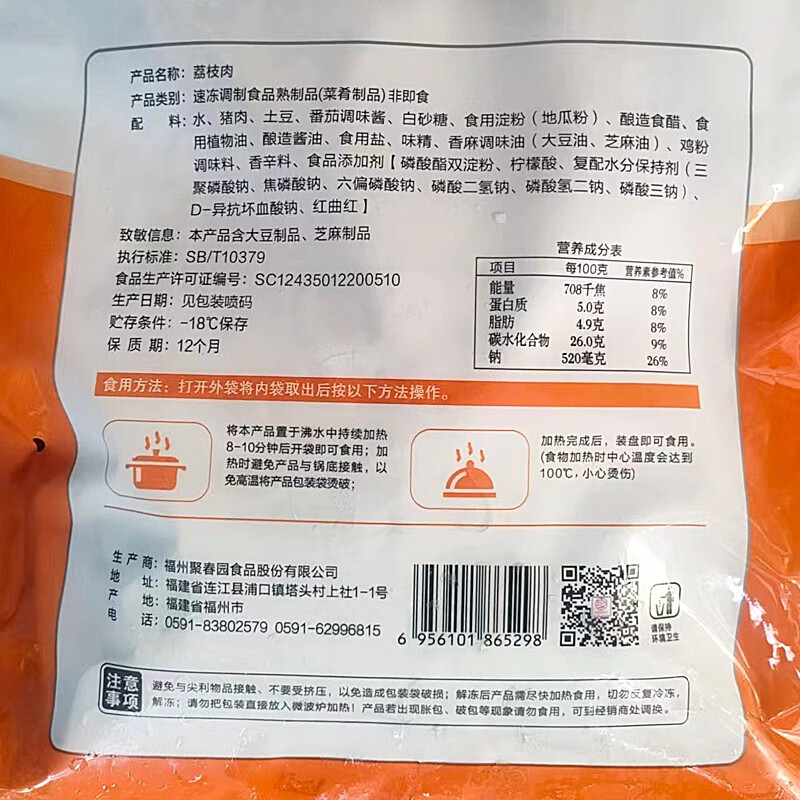 产品名称：荔枝肉
产品类别：速冻调制食品熟制品(菜肴制品)非即食
配 料：水、猪肉、土豆、番茄调味酱、白砂糖、食用淀粉（地瓜粉）、酿造食醋、食
用植物油、酿造酱油、食用盐、味精、香麻调味油（大豆油、芝麻油）、鸡粉
调味料、香辛料、食品添加剂【磷酸酯双淀粉、柠檬酸、复配水分保持剂（三
聚磷酸钠、焦磷酸钠、六偏磷酸钠、磷酸二氢钠、磷酸氢二钠、磷酸三钠）、
D-异抗坏血酸钠、红曲红】
致敏信息：本产品含大豆制品、芝麻制品
执行标准：SB/T10379
食品生产许可证编号：SC12435012200510
生产日期：见包装喷码
贮存条件：-18℃保存
保 质 期：12个月
营养成分表
项目 每100克 营养素参考值%
能量 708千焦 8%
蛋白质 5.0克 8%
脂肪 4.9克 8%
碳水化合物 26.0克 9%
钠 520毫克 26%
食用方法：打开外袋将内袋取出后按以下方法操作。
将本产品置于沸水中持续加热
8-10分钟后开袋即可食用；加
热时避免产品与锅底接触，以
免高温将产品包装袋烫破；
加热完成后，装盘即可食用。
(食物加热时中心温度会达到
100℃，小心烫伤)
生 产 商：福州聚春园食品股份有限公司
地 址：福建省连江县浦口镇塔头村上社1-1号
产 地：福建省福州市
电 话：0591-83802579 0591-62996815
6 956101 865298
请保持
环境卫生
注意
事项
避免与尖利物品接触、不要受挤压，以免造成包装袋破损；解冻后产品需尽快加热食用，切勿反复冷冻，
解冻；请勿把包装直接放入微波炉加热！产品若出现胀包、破包等现象请勿食用，可到经销商处调换。